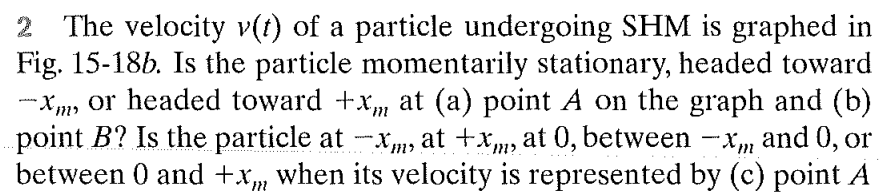 2 The velocity v(t) of a particle undergoing SHM is graphed in
Fig. 15-18b. Is the particle momentarily stationary, headed toward
−xₘ, or headed toward +xₘ at (a) point A on the graph and (b)
point B? Is the particle at −xₘ, at +xₘ, at 0, between −xₘ and 0, or
between 0 and +xₘ when its velocity is represented by (c) point A